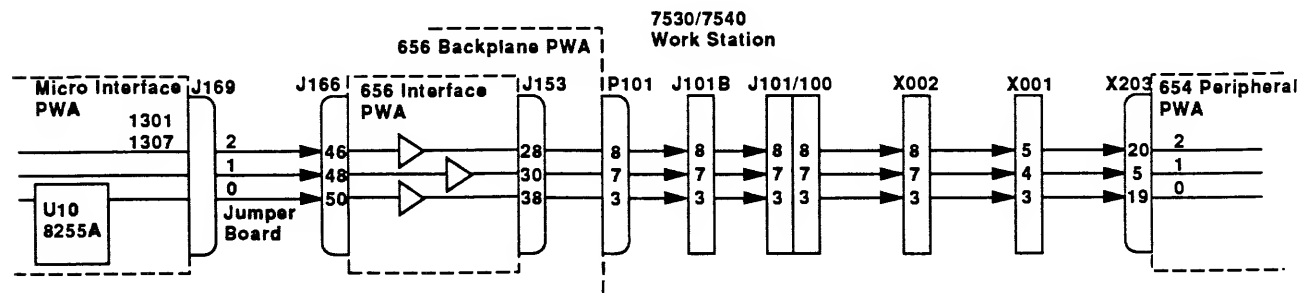 7530/7540
Work Station
656 Backplane PWA
Micro Interface
PWA
J169
J166
656 Interface
PWA
J153
P101
J101B
J101/100
X002
X001
X203
654 Peripheral
PWA
1301
1307
2
46
28
8
8
8
8
8
5
20
2
1
48
30
7
7
7
7
7
4
5
1
0
50
38
3
3
3
3
3
3
19
0
U10
8255A
Jumper
Board